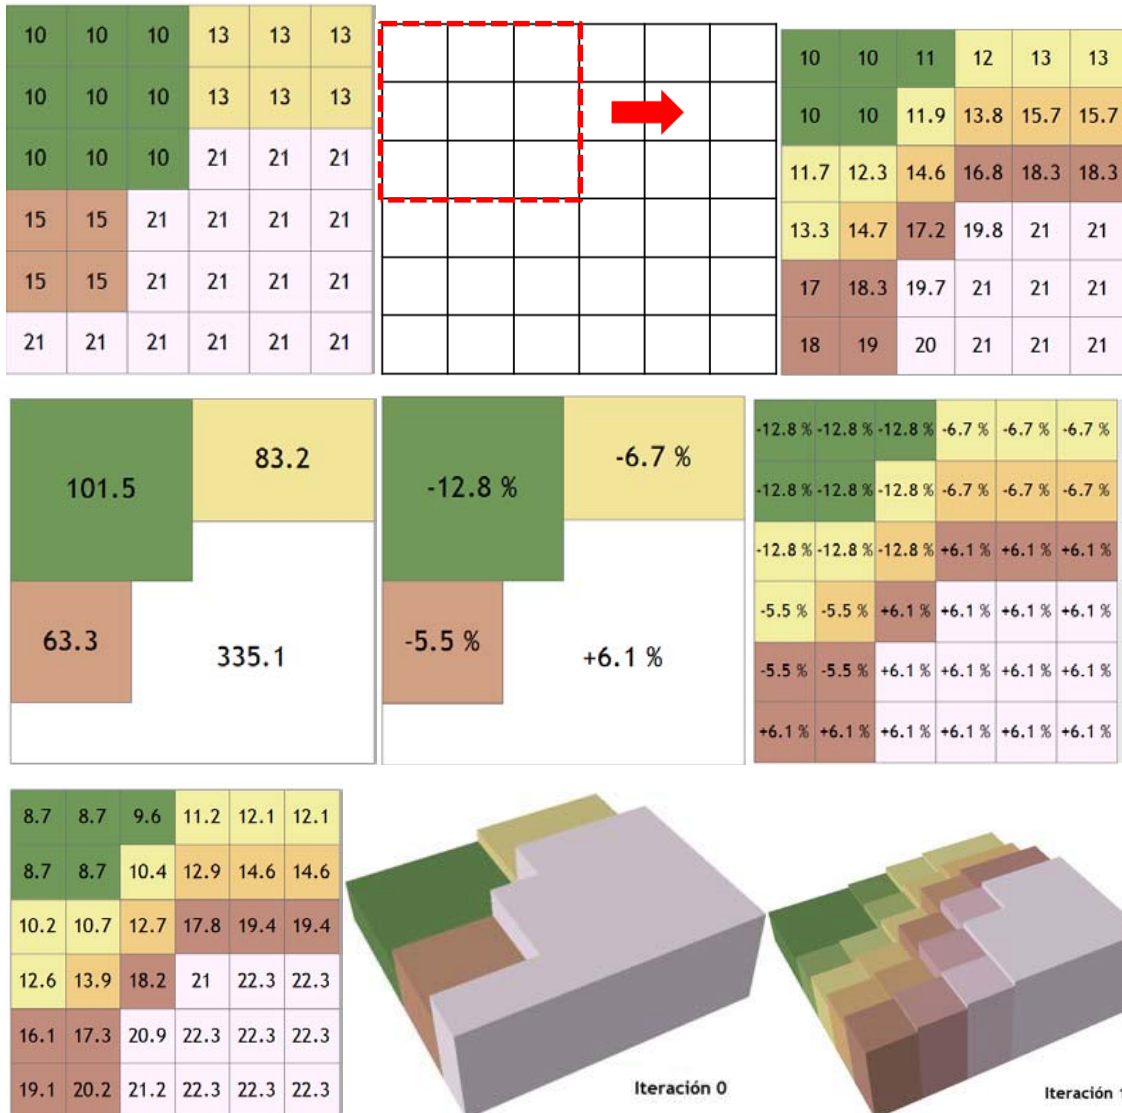 10 10 10 13 13 13
10 10 10 13 13 13
10 10 10 21 21 21
15 15 21 21 21 21
15 15 21 21 21 21
21 21 21 21 21 21
10 10 11 12 13 13
10 10 11.9 13.8 15.7 15.7
11.7 12.3 14.6 16.8 18.3 18.3
13.3 14.7 17.2 19.8 21 21
17 18.3 19.7 21 21 21
18 19 20 21 21 21
101.5 83.2
63.3 335.1
-12.8 % -6.7 %
-5.5 % +6.1 %
-12.8 % -12.8 % -12.8 % -6.7 % -6.7 % -6.7 %
-12.8 % -12.8 % -12.8 % -6.7 % -6.7 % -6.7 %
-12.8 % -12.8 % -12.8 % +6.1 % +6.1 % +6.1 %
-5.5 % -5.5 % +6.1 % +6.1 % +6.1 % +6.1 %
-5.5 % -5.5 % +6.1 % +6.1 % +6.1 % +6.1 %
+6.1 % +6.1 % +6.1 % +6.1 % +6.1 % +6.1 %
8.7 8.7 9.6 11.2 12.1 12.1
8.7 8.7 10.4 12.9 14.6 14.6
10.2 10.7 12.7 17.8 19.4 19.4
12.6 13.9 18.2 21 22.3 22.3
16.1 17.3 20.9 22.3 22.3 22.3
19.1 20.2 21.2 22.3 22.3 22.3
Iteración 0
Iteración 1